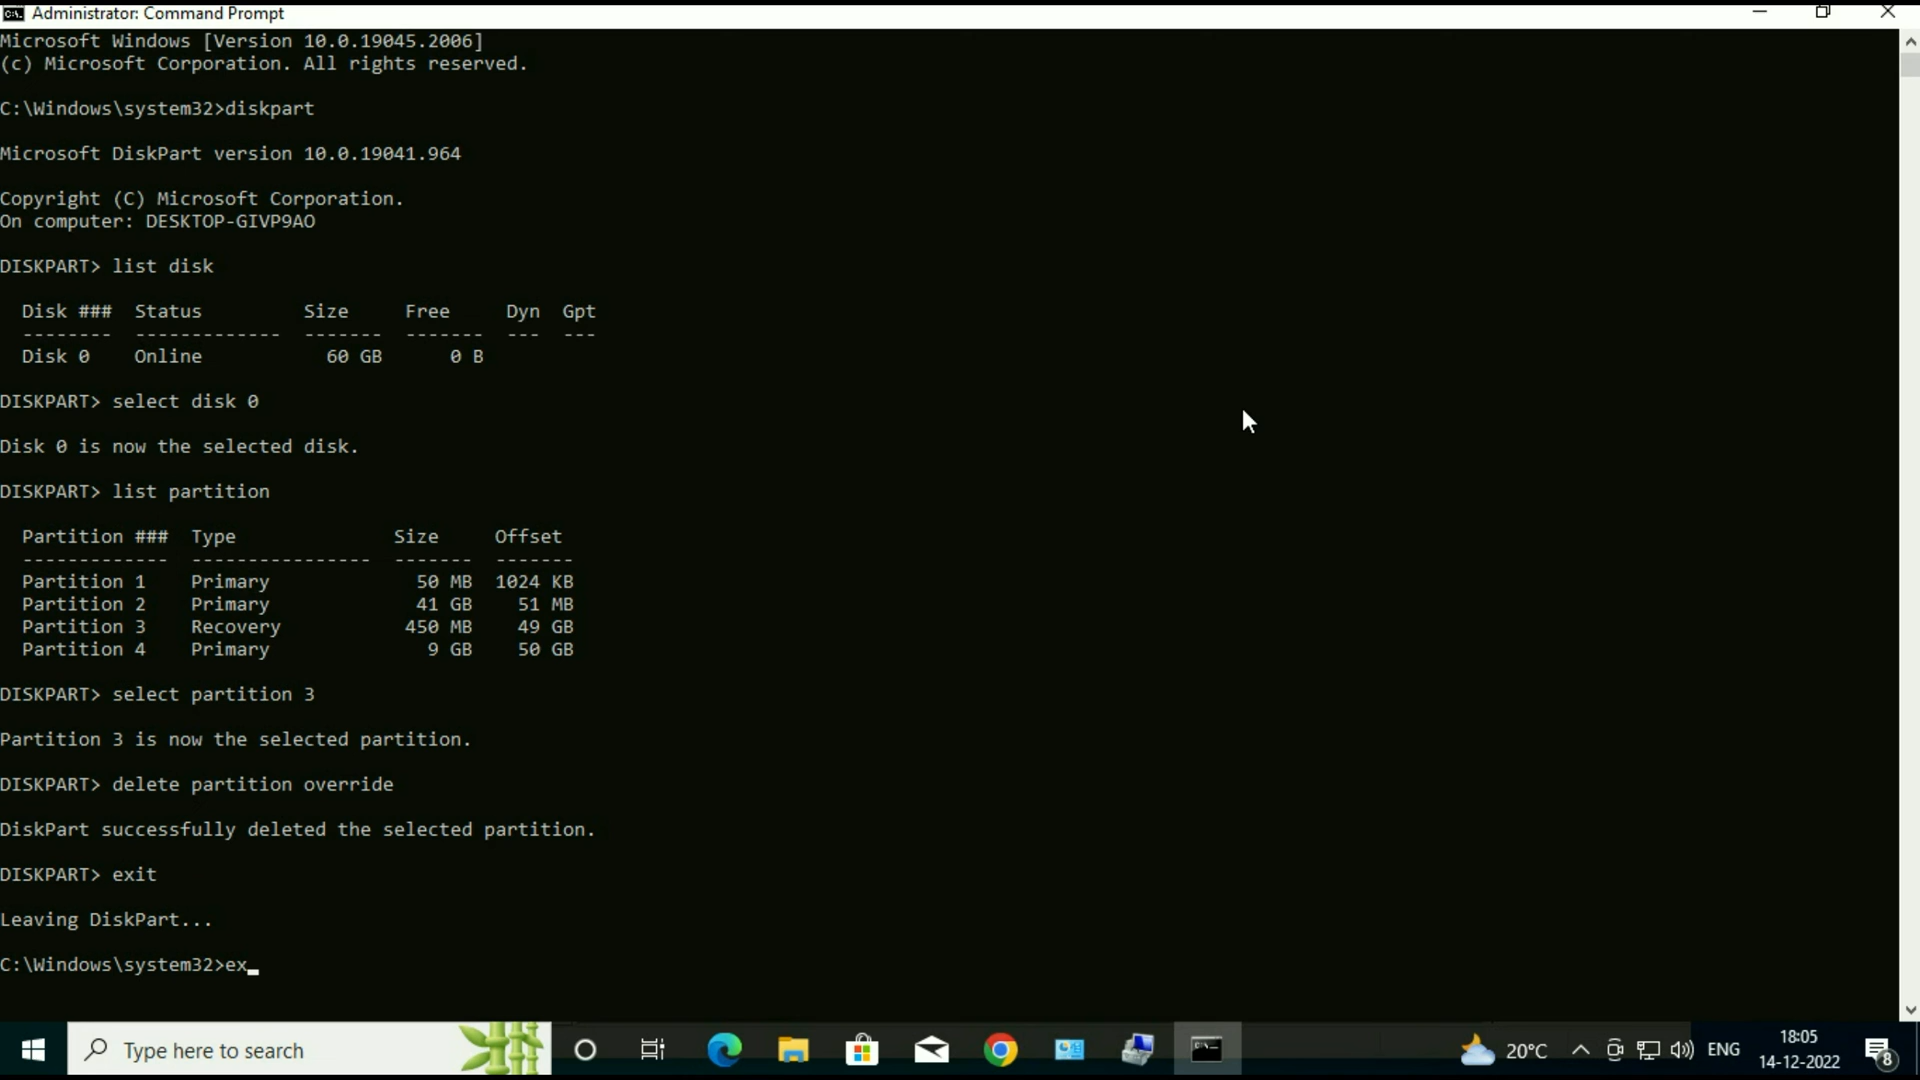 Administrator: Command Prompt
Microsoft Windows [Version 10.0.19045.2006]
(c) Microsoft Corporation. All rights reserved.
C:\Windows\system32>diskpart
Microsoft DiskPart version 10.0.19041.964
Copyright (C) Microsoft Corporation.
On computer: DESKTOP-GIVP9AO
DISKPART> list disk
Disk ###  Status         Size     Free     Dyn  Gpt
--------  -------------  -------  -------  ---  ---
Disk 0    Online           60 GB      0 B
DISKPART> select disk 0
Disk 0 is now the selected disk.
DISKPART> list partition
Partition ###  Type              Size     Offset
-------------  ----------------  -------  -------
Partition 1    Primary             50 MB  1024 KB
Partition 2    Primary             41 GB    51 MB
Partition 3    Recovery           450 MB    49 GB
Partition 4    Primary              9 GB    50 GB
DISKPART> select partition 3
Partition 3 is now the selected partition.
DISKPART> delete partition override
DiskPart successfully deleted the selected partition.
DISKPART> exit
Leaving DiskPart...
C:\Windows\system32>ex_
Type here to search
20°C
ENG
18:05
14-12-2022
8